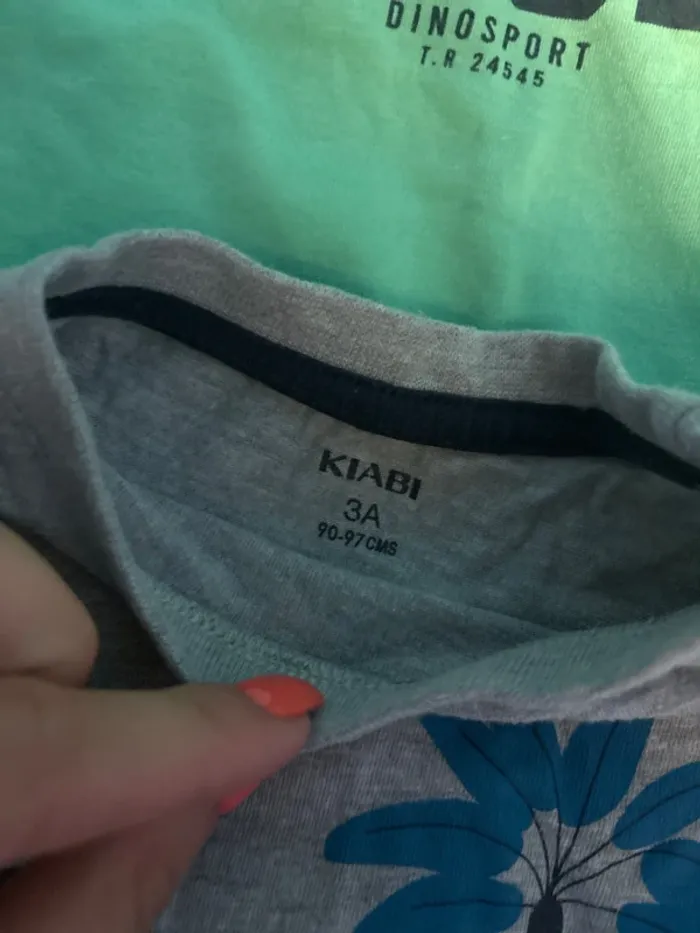 DINOSPORT
T.R 24545
KIABI
3A
90-97CMS